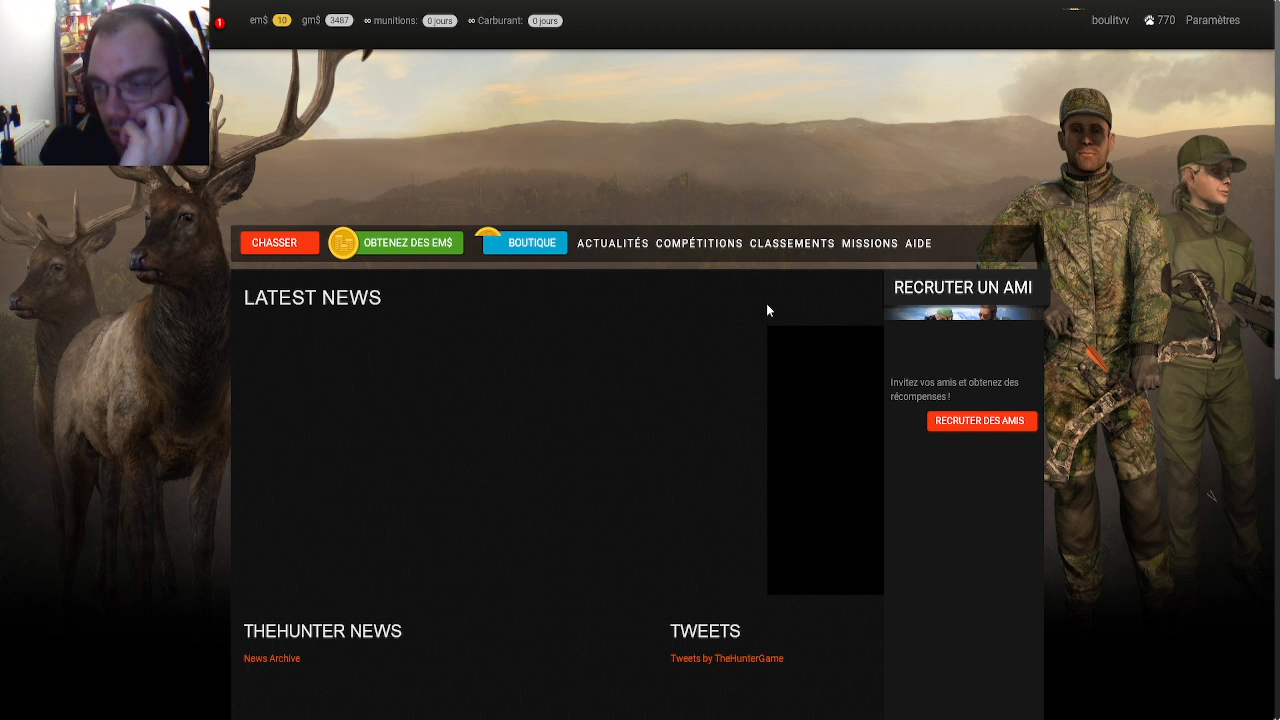 1 em$ 10 gm$ 3487 ∞ munitions: 0 jours ∞ Carburant: 0 jours boulitvv 770 Paramètres
CHASSER OBTENEZ DES EM$ BOUTIQUE ACTUALITÉS COMPÉTITIONS CLASSEMENTS MISSIONS AIDE
LATEST NEWS
RECRUTER UN AMI
Invitez vos amis et obtenez des
récompenses !
RECRUTER DES AMIS
THEHUNTER NEWS
News Archive
TWEETS
Tweets by TheHunterGame